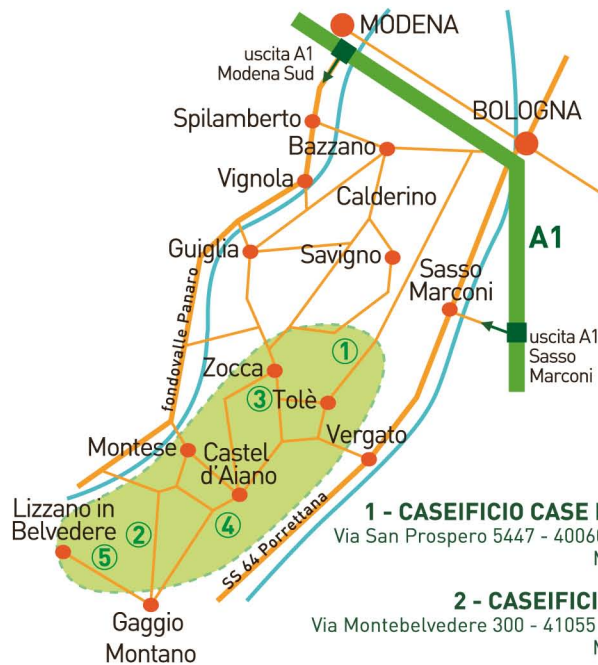 MODENA
uscita A1
Modena Sud
BOLOGNA
Spilamberto
Bazzano
Vignola
Calderino
A1
Guiglia
Savigno
Sasso
Marconi
fondovalle Panaro
uscita A1
Sasso
Marconi
1
Zocca
3
Tolè
Montese
Castel
d'Aiano
Vergato
Lizzano in
Belvedere
2
4
5
SS 64 Porrettana
Gaggio
Montano
1 - CASEIFICIO CASE
Via San Prospero 5447 - 4006
2 - CASEIFICI
Via Montebelvedere 300 - 41055